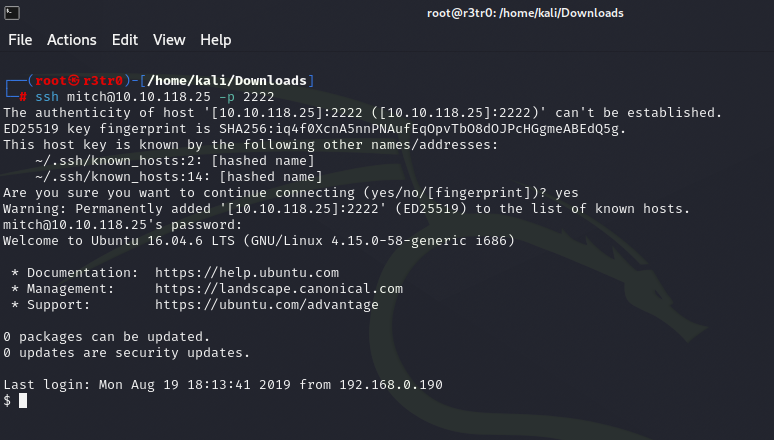 root@r3tr0: /home/kali/Downloads
File Actions Edit View Help
┌──(root㉿r3tr0)-[/home/kali/Downloads]
└─# ssh mitch@10.10.118.25 -p 2222
The authenticity of host '[10.10.118.25]:2222 ([10.10.118.25]:2222)' can't be established.
ED25519 key fingerprint is SHA256:iq4f0XcnA5nnPNAufEqOpvTbO8dOJPcHGgmeABEdQ5g.
This host key is known by the following other names/addresses:
    ~/.ssh/known_hosts:2: [hashed name]
    ~/.ssh/known_hosts:14: [hashed name]
Are you sure you want to continue connecting (yes/no/[fingerprint])? yes
Warning: Permanently added '[10.10.118.25]:2222' (ED25519) to the list of known hosts.
mitch@10.10.118.25's password:
Welcome to Ubuntu 16.04.6 LTS (GNU/Linux 4.15.0-58-generic i686)
 * Documentation:  https://help.ubuntu.com
 * Management:     https://landscape.canonical.com
 * Support:        https://ubuntu.com/advantage
0 packages can be updated.
0 updates are security updates.
Last login: Mon Aug 19 18:13:41 2019 from 192.168.0.190
$